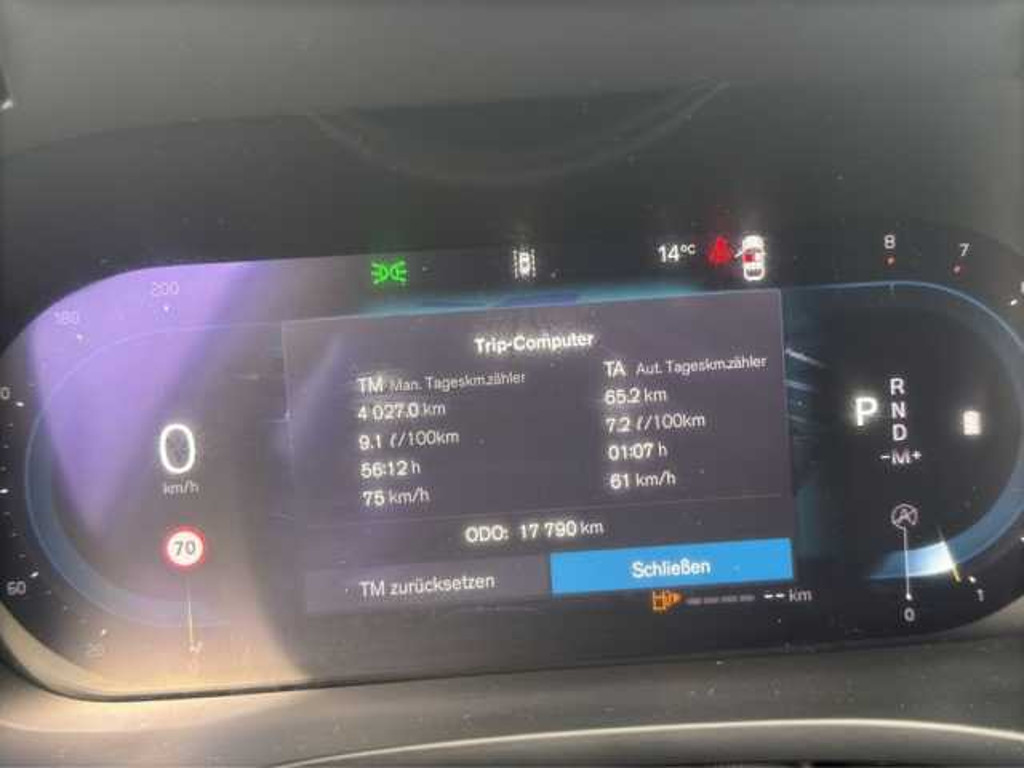 14°C
8
7
200
180
Trip-Computer
TM Man. Tageskm.zähler
4 027.0 km
9.1 ℓ/100km
56:12 h
75 km/h
TA Aut. Tageskm.zähler
65.2 km
7.2 ℓ/100km
01:07 h
61 km/h
0
km/h
P
R
N
D
-M+
70
ODO: 17 790 km
TM zurücksetzen
Schließen
-- km
60
20
0
1